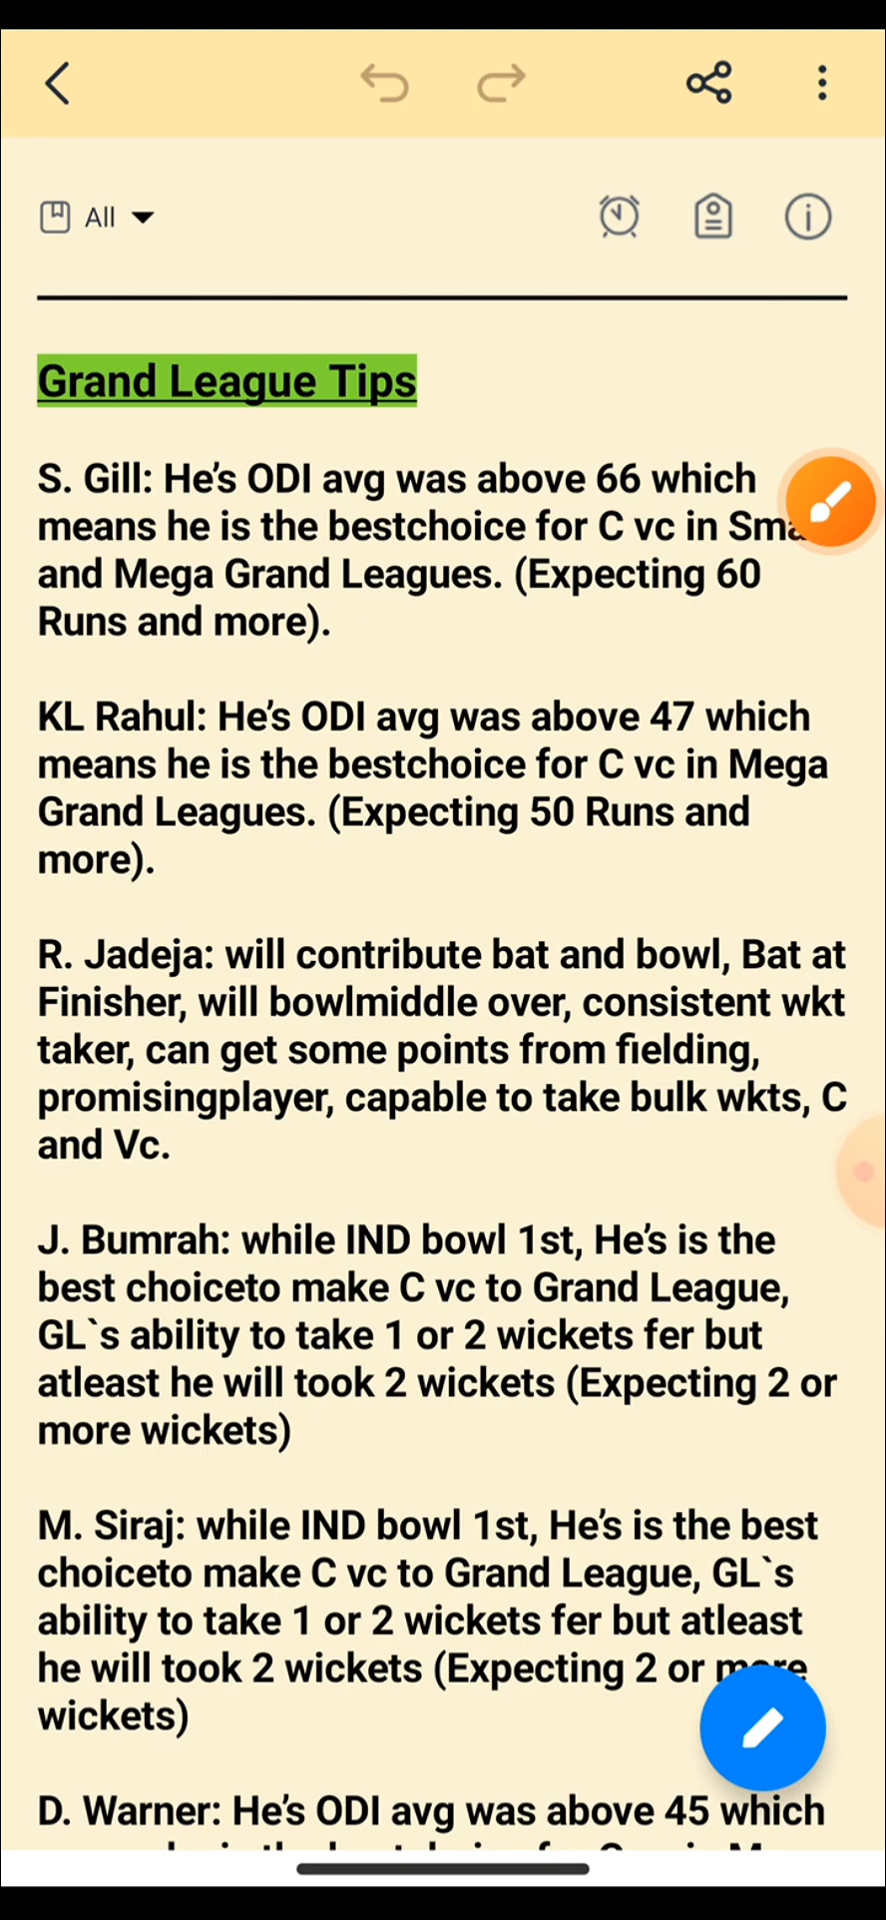 All
Grand League Tips
S. Gill: He's ODI avg was above 66 which
means he is the bestchoice for C vc in
and Mega Grand Leagues. (Expecting 60
Runs and more).
KL Rahul: He's ODI avg was above 47 which
means he is the bestchoice for C vc in Mega
Grand Leagues. (Expecting 50 Runs and
more).
R. Jadeja: will contribute bat and bowl, Bat at
Finisher, will bowlmiddle over, consistent wkt
taker, can get some points from fielding,
promisingplayer, capable to take bulk wkts, C
and Vc.
J. Bumrah: while IND bowl 1st, He's is the
best choiceto make C vc to Grand League,
GL`s ability to take 1 or 2 wickets fer but
atleast he will took 2 wickets (Expecting 2 or
more wickets)
M. Siraj: while IND bowl 1st, He's is the best
choiceto make C vc to Grand League, GL`s
ability to take 1 or 2 wickets fer but atleast
he will took 2 wickets (Expecting 2 or more
wickets)
D. Warner: He's ODI avg was above 45 which